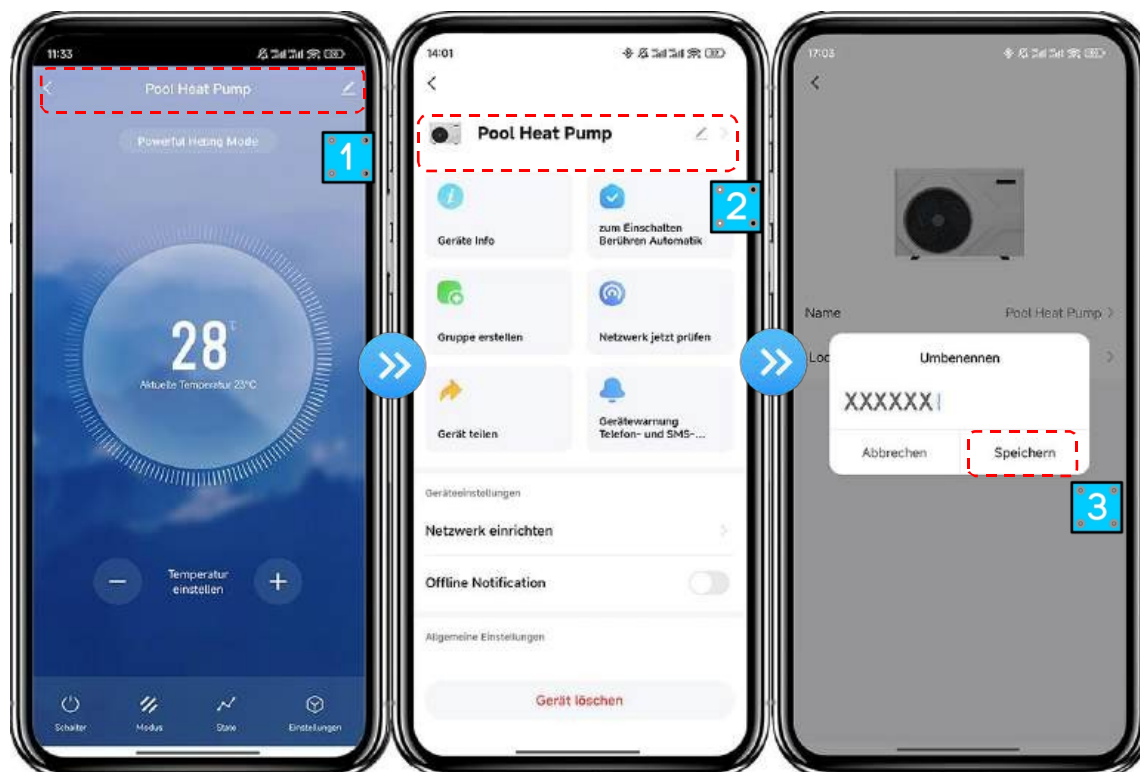 11:33
Pool Heat Pump
Powerful Heting Mode
1
28
Aktuelle Temperatur 23°C
Temperatur
einstellen
Schalter
Modus
State
Einstellungen
14:01
Pool Heat Pump
2
Geräte Info
zum Einschalten
Berühren Automatik
Gruppe erstellen
Netzwerk jetzt prüfen
Gerät teilen
Gerätewarnung
Telefon- und SMS-...
Geräteeinstellungen
Netzwerk einrichten
Offline Notification
Allgemeine Einstellungen
Gerät löschen
17:03
Name
Pool Heat Pump
Loc
Umbenennen
XXXXXX
Abbrechen
Speichern
3